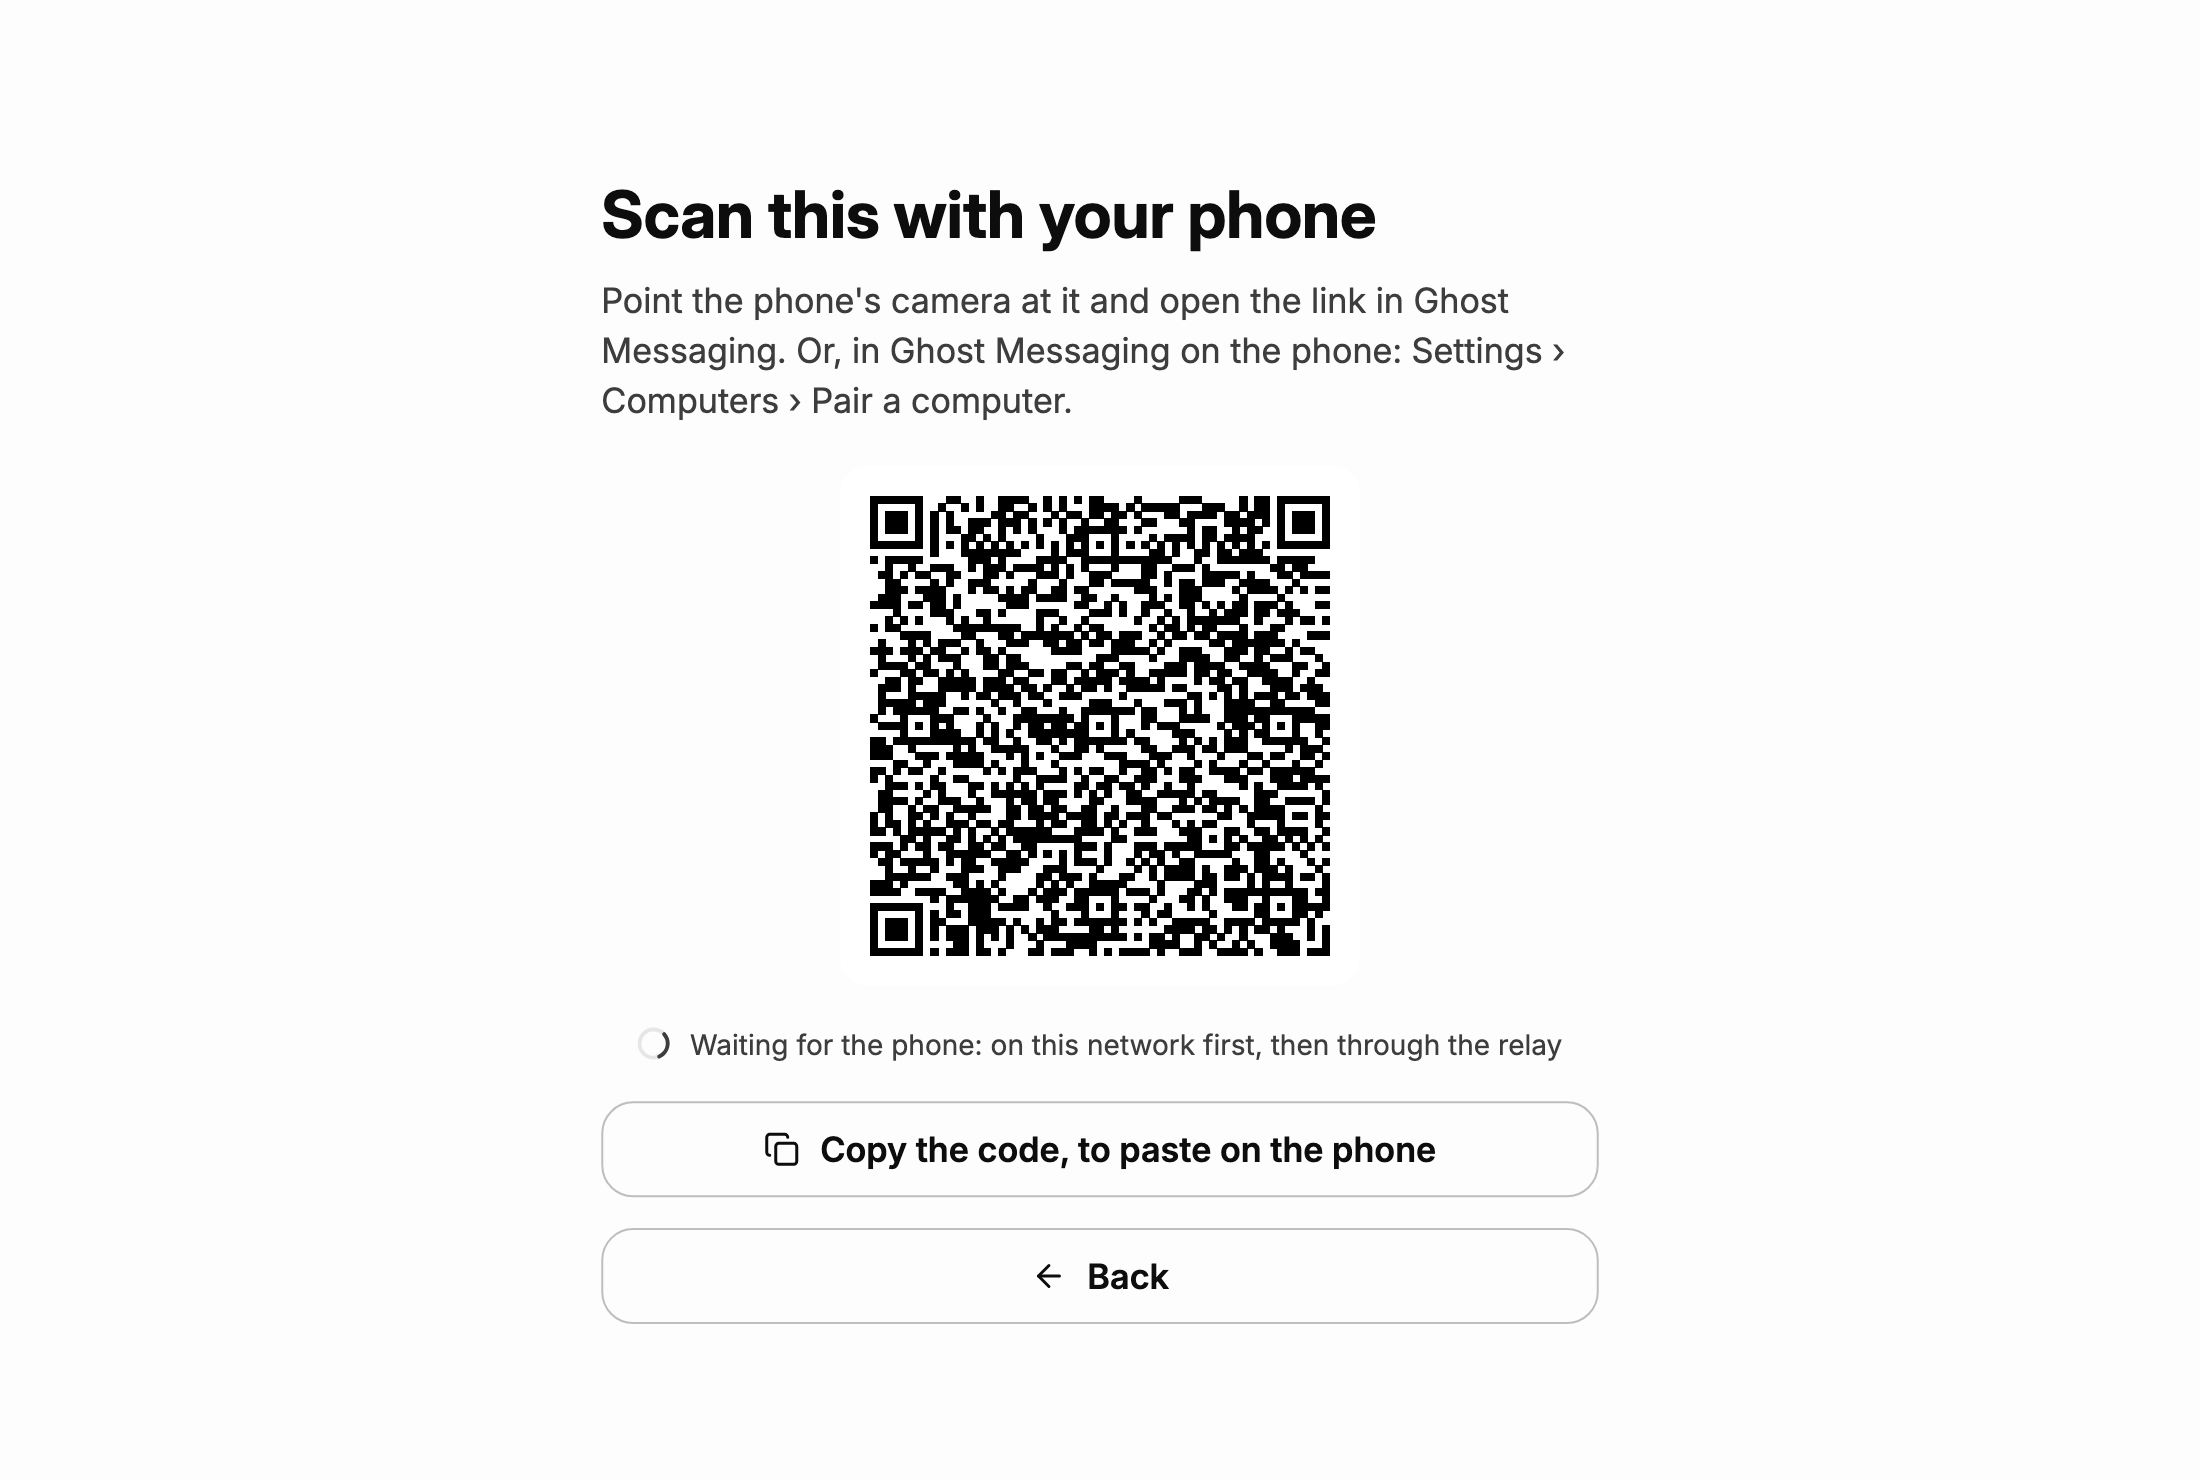 Scan this with your phone
Point the phone's camera at it and open the link in Ghost
Messaging. Or, in Ghost Messaging on the phone: Settings ›
Computers › Pair a computer.
Waiting for the phone: on this network first, then through the relay
Copy the code, to paste on the phone
Back